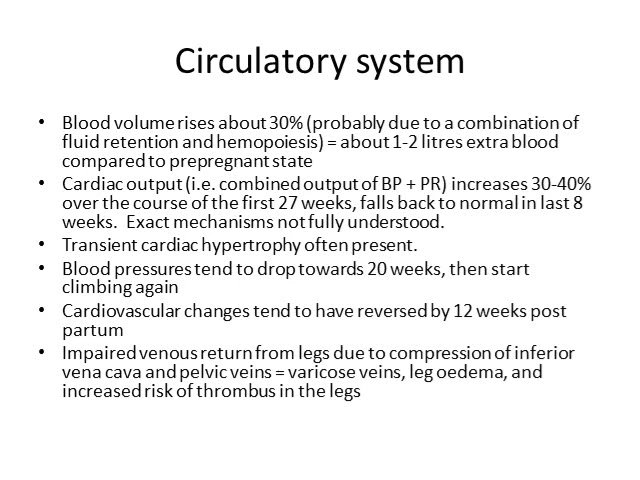 Circulatory system
• Blood volume rises about 30% (probably due to a combination of
fluid retention and hemopoiesis) = about 1-2 litres extra blood
compared to prepregnant state
• Cardiac output (i.e. combined output of BP + PR) increases 30-40%
over the course of the first 27 weeks, falls back to normal in last 8
weeks. Exact mechanisms not fully understood.
• Transient cardiac hypertrophy often present.
• Blood pressures tend to drop towards 20 weeks, then start
climbing again
• Cardiovascular changes tend to have reversed by 12 weeks post
partum
• Impaired venous return from legs due to compression of inferior
vena cava and pelvic veins = varicose veins, leg oedema, and
increased risk of thrombus in the legs